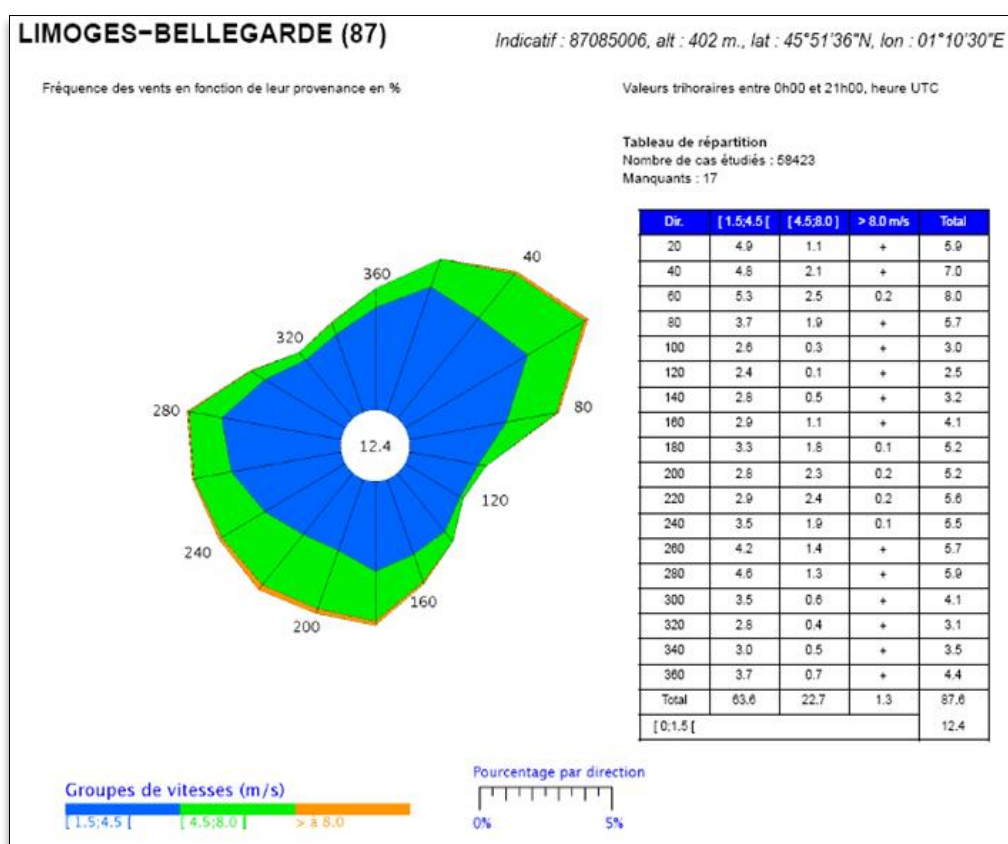 LIMOGES−BELLEGARDE (87)
Indicatif : 87085006, alt : 402 m., lat : 45°51'36"N, lon : 01°10'30"E
Fréquence des vents en fonction de leur provenance en %
Valeurs trihoraires entre 0h00 et 21h00, heure UTC
Tableau de répartition
Nombre de cas étudiés : 58423
Manquants : 17
Dir. [ 1.5;4.5 [ [ 4.5;8.0 ] > 8.0 m/s Total
20 4.9 1.1 + 5.9
40 4.8 2.1 + 7.0
60 5.3 2.5 0.2 8.0
80 3.7 1.9 + 5.7
100 2.6 0.3 + 3.0
120 2.4 0.1 + 2.5
140 2.8 0.5 + 3.2
160 2.9 1.1 + 4.1
180 3.3 1.8 0.1 5.2
200 2.8 2.3 0.2 5.2
220 2.9 2.4 0.2 5.6
240 3.5 1.9 0.1 5.5
260 4.2 1.4 + 5.7
280 4.6 1.3 + 5.9
300 3.5 0.6 + 4.1
320 2.8 0.4 + 3.1
340 3.0 0.5 + 3.5
360 3.7 0.7 + 4.4
Total 63.6 22.7 1.3 87.6
[ 0;1.5 [ 12.4
40
360
320
280
80
12.4
120
240
160
200
Groupes de vitesses (m/s)
[ 1.5;4.5 [ [ 4.5;8.0 ] > à 8.0
Pourcentage par direction
0% 5%